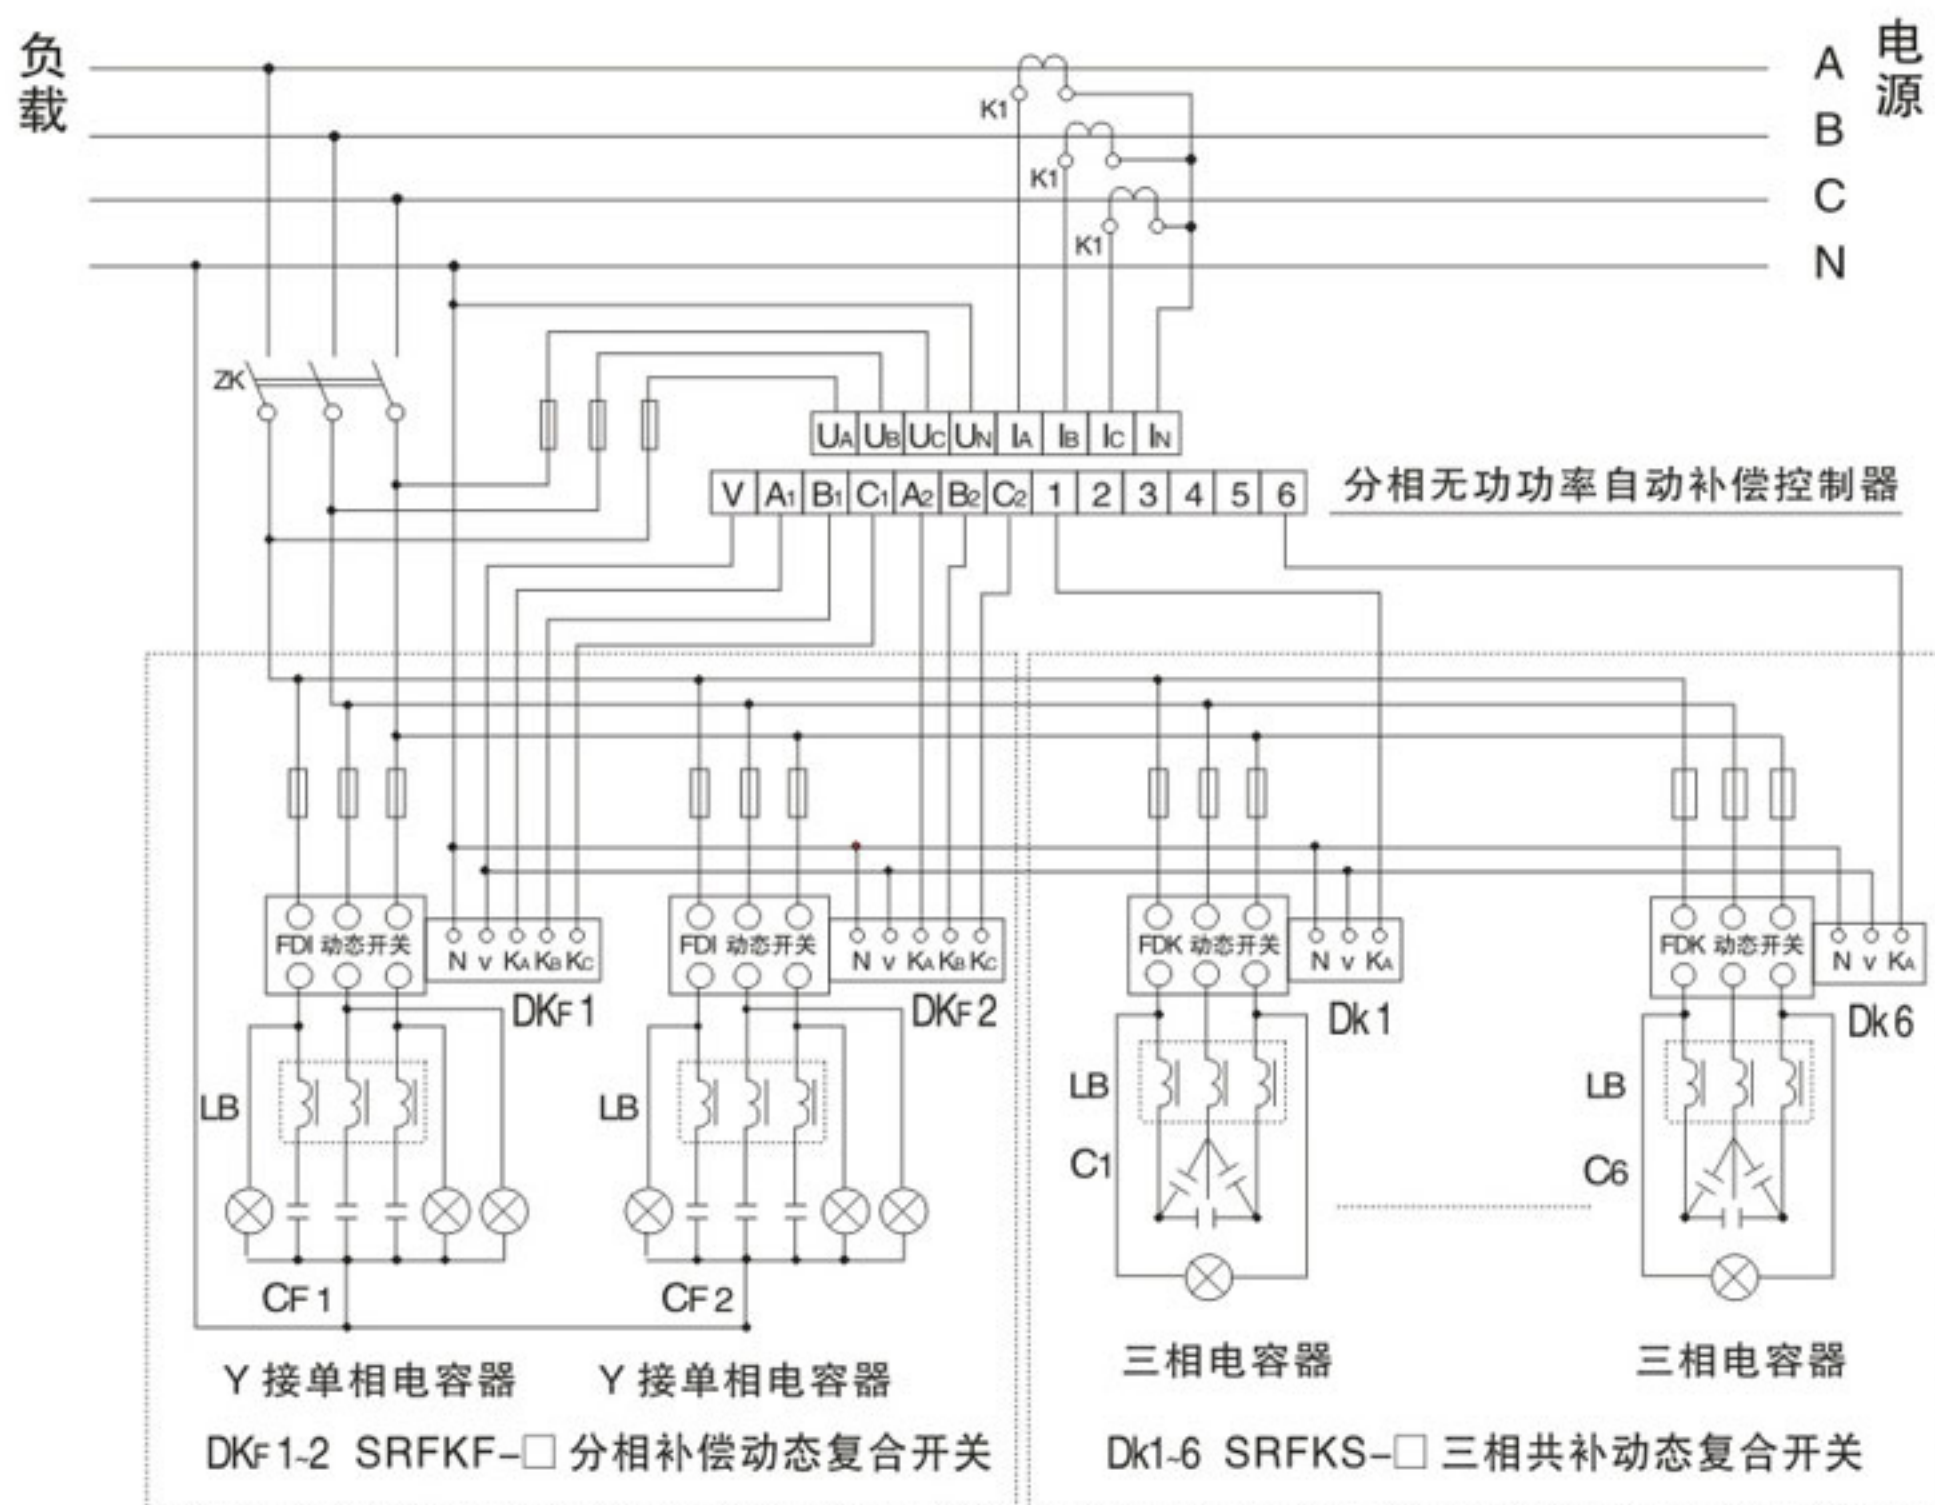 负载
电源
A
K1
B
K1
C
K1
N
ZK
UA UB UC UN IA IB IC IN
V A1 B1 C1 A2 B2 C2 1 2 3 4 5 6
分相无功功率自动补偿控制器
FDI 动态开关
N v KA KB KC
DKF1
FDI 动态开关
N v KA KB KC
DKF2
FDK 动态开关
N v KA
Dk1
FDK 动态开关
N v KA
Dk6
LB
LB
LB
LB
C1
C6
CF1
CF2
Y接单相电容器
Y接单相电容器
三相电容器
三相电容器
DKF1~2 SRFKF-□分相补偿动态复合开关
Dk1~6 SRFKS-□三相共补动态复合开关